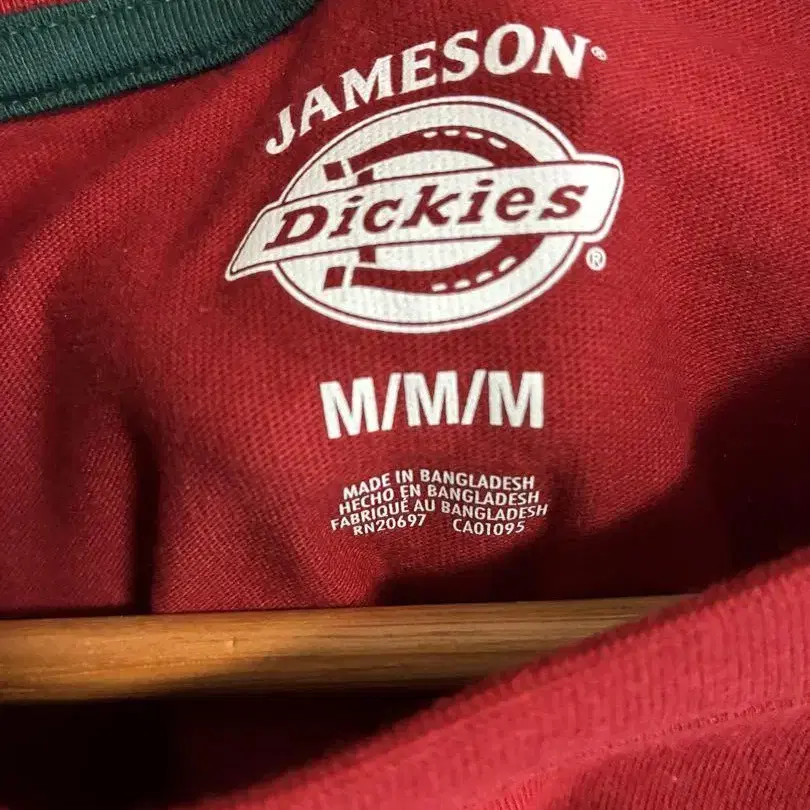 JAMESON®
Dickies®
M/M/M
MADE IN BANGLADESH
HECHO EN BANGLADESH
FABRIQUÉ AU BANGLADESH
RN20697 CA01095